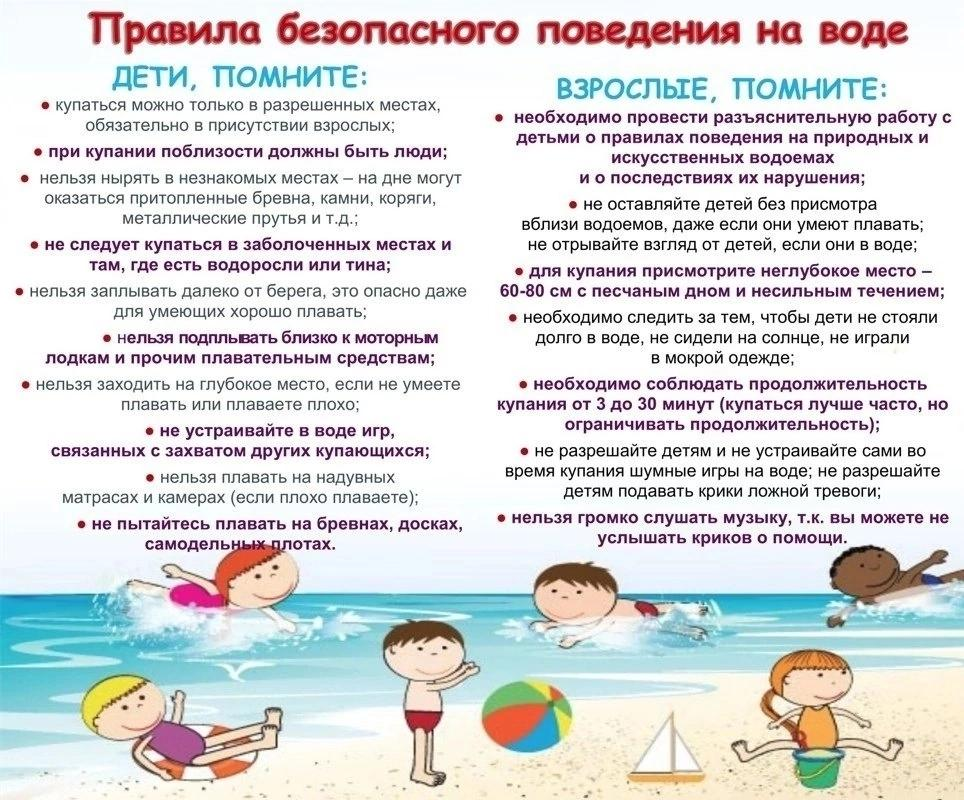 Правила безопасного поведения на воде
ДЕТИ, ПОМНИТЕ:
● купаться можно только в разрешенных местах,
обязательно в присутствии взрослых;
● при купании поблизости должны быть люди;
● нельзя нырять в незнакомых местах – на дне могут
оказаться притопленные бревна, камни, коряги,
металлические прутья и т.д.;
● не следует купаться в заболоченных местах и
там, где есть водоросли или тина;
● нельзя заплывать далеко от берега, это опасно даже
для умеющих хорошо плавать;
● нельзя подплывать близко к моторным
лодкам и прочим плавательным средствам;
● нельзя заходить на глубокое место, если не умеете
плавать или плаваете плохо;
● не устраивайте в воде игр,
связанных с захватом других купающихся;
● нельзя плавать на надувных
матрасах и камерах (если плохо плаваете);
● не пытайтесь плавать на бревнах, досках,
самодельных плотах.
ВЗРОСЛЫЕ, ПОМНИТЕ:
● необходимо провести разъяснительную работу с
детьми о правилах поведения на природных и
искусственных водоемах
и о последствиях их нарушения;
● не оставляйте детей без присмотра
вблизи водоемов, даже если они умеют плавать;
не отрывайте взгляд от детей, если они в воде;
● для купания присмотрите неглубокое место –
60-80 см с песчаным дном и несильным течением;
● необходимо следить за тем, чтобы дети не стояли
долго в воде, не сидели на солнце, не играли
в мокрой одежде;
● необходимо соблюдать продолжительность
купания от 3 до 30 минут (купаться лучше часто, но
ограничивать продолжительность);
● не разрешайте детям и не устраивайте сами во
время купания шумные игры на воде; не разрешайте
детям подавать крики ложной тревоги;
● нельзя громко слушать музыку, т.к. вы можете не
услышать криков о помощи.